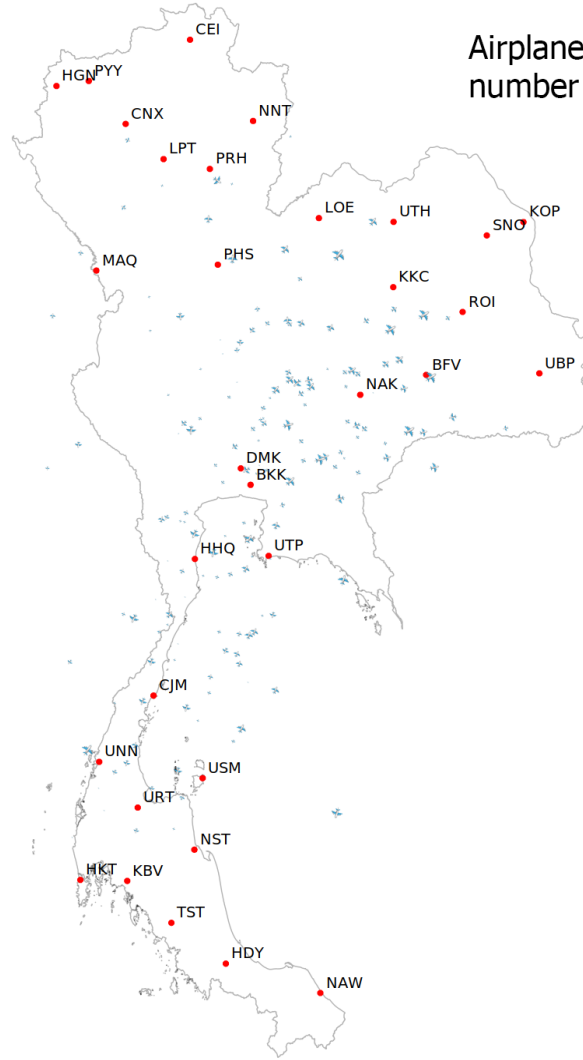 Airplane
number
CEI
HGN
PYY
CNX
NNT
LPT
PRH
LOE
UTH
KOP
SNO
MAQ
PHS
KKC
ROI
BFV
UBP
NAK
DMK
BKK
HHQ
UTP
CJM
UNN
USM
URT
NST
HKT
KBV
TST
HDY
NAW